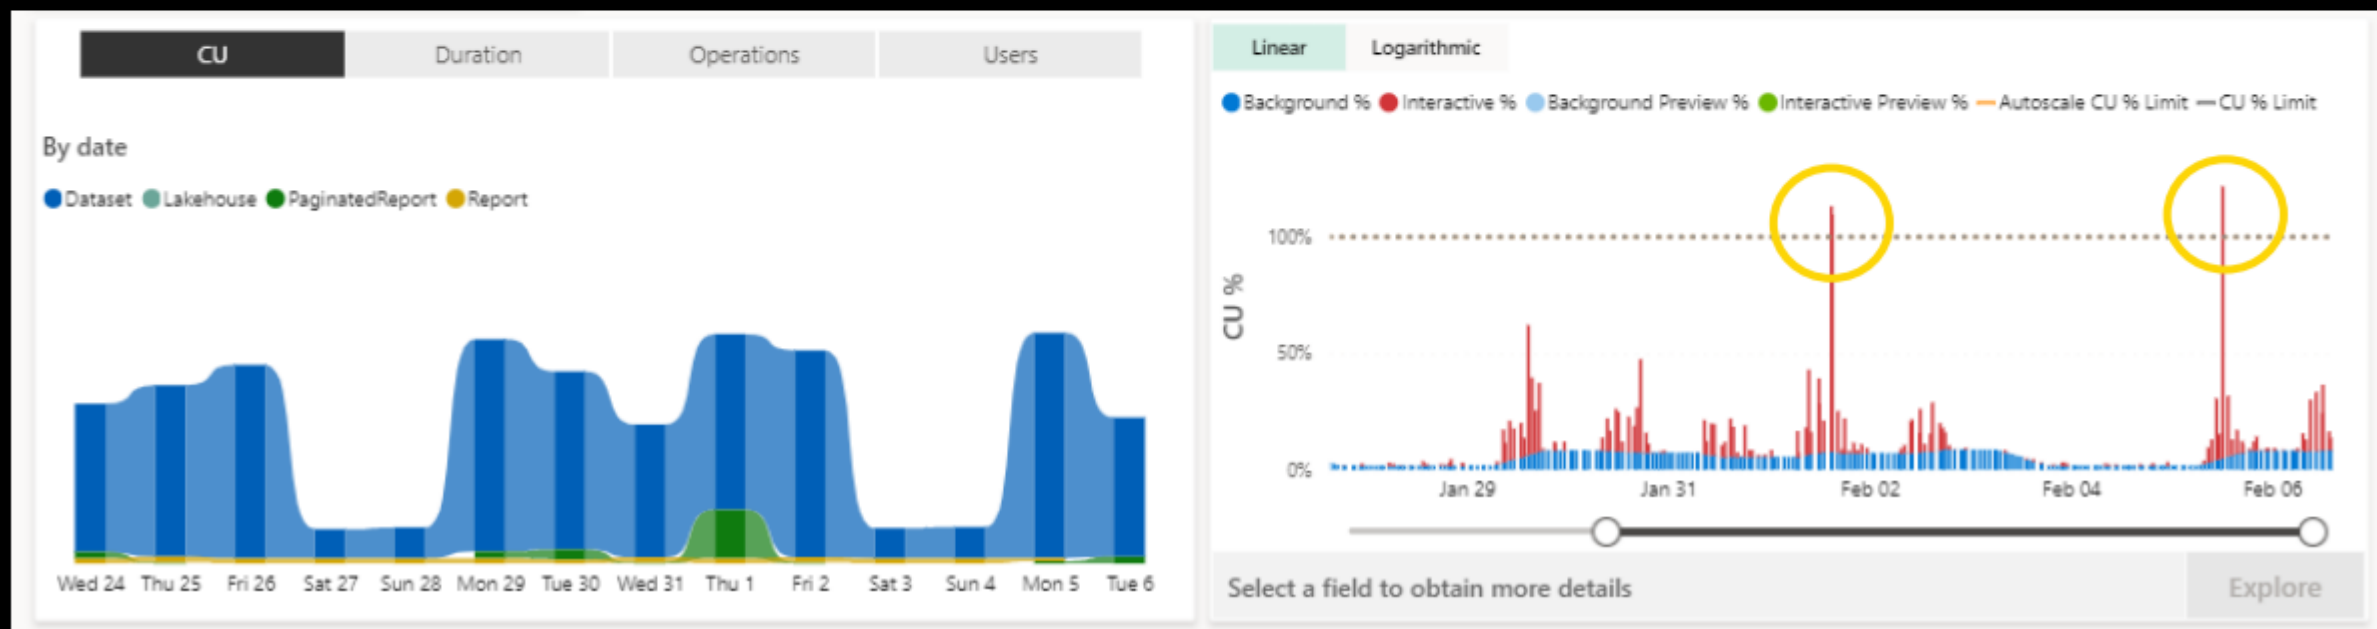 CU Duration Operations Users
By date
Dataset Lakehouse PaginatedReport Report
Wed 24 Thu 25 Fri 26 Sat 27 Sun 28 Mon 29 Tue 30 Wed 31 Thu 1 Fri 2 Sat 3 Sun 4 Mon 5 Tue 6
Linear Logarithmic
Background % Interactive % Background Preview % Interactive Preview % Autoscale CU % Limit CU % Limit
CU %
100%
50%
0%
Jan 29 Jan 31 Feb 02 Feb 04 Feb 06
Select a field to obtain more details Explore